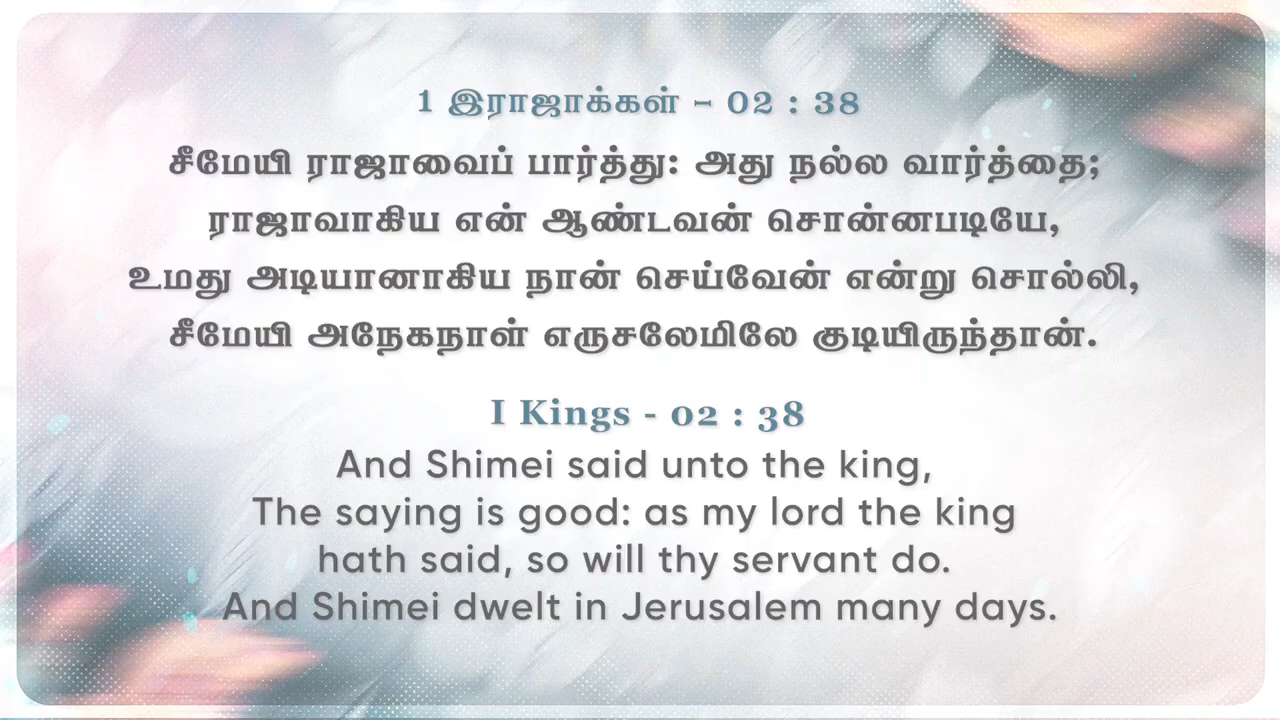 1 இராஜாக்கள் - 02 : 38
சீமேயி ராஜாவைப் பார்த்து: அது நல்ல வார்த்தை;
ராஜாவாகிய என் ஆண்டவன் சொன்னபடியே,
உமது அடியானாகிய நான் செய்வேன் என்று சொல்லி,
சீமேயி அநேகநாள் எருசலேமிலே குடியிருந்தான்.
I Kings - 02 : 38
And Shimei said unto the king,
The saying is good: as my lord the king
hath said, so will thy servant do.
And Shimei dwelt in Jerusalem many days.